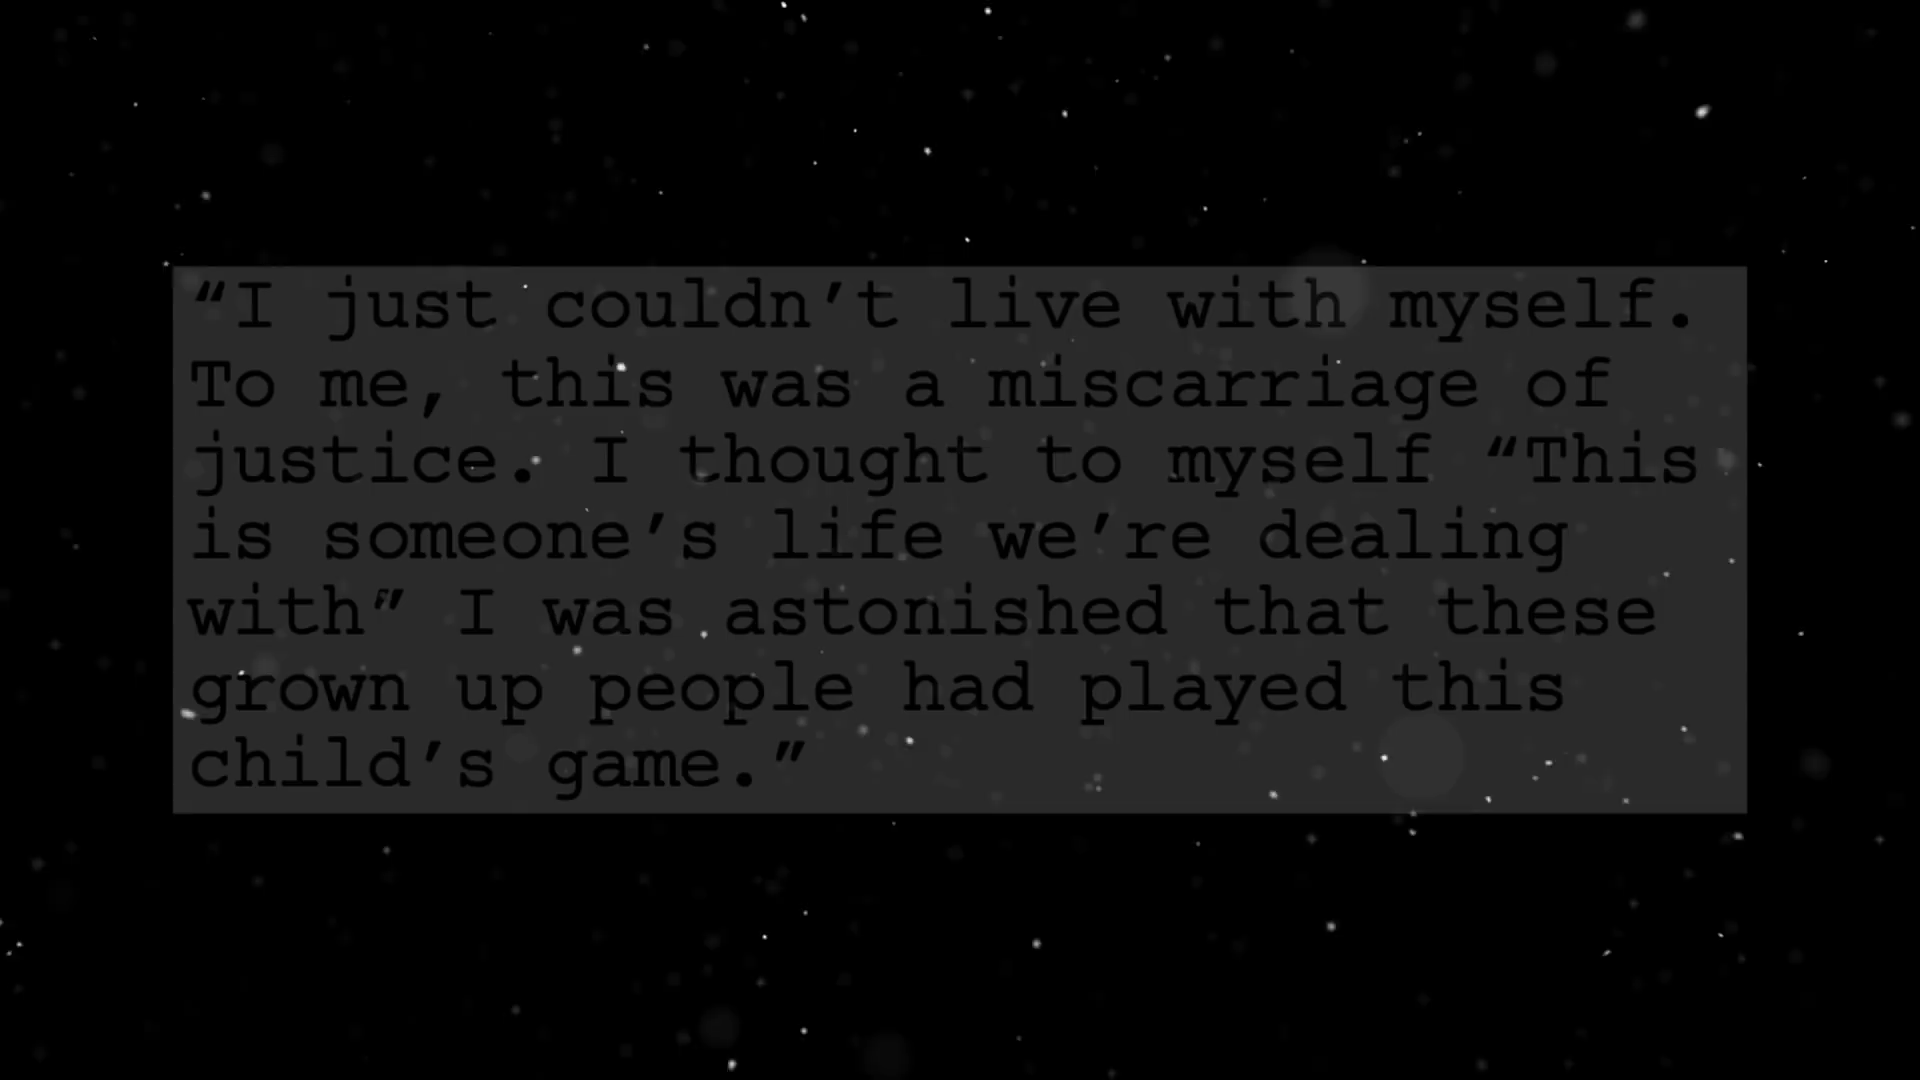 “I just couldn’t live with myself.
To me, this was a miscarriage of
justice. I thought to myself “This
is someone’s life we’re dealing
with” I was astonished that these
grown up people had played this
child’s game.”